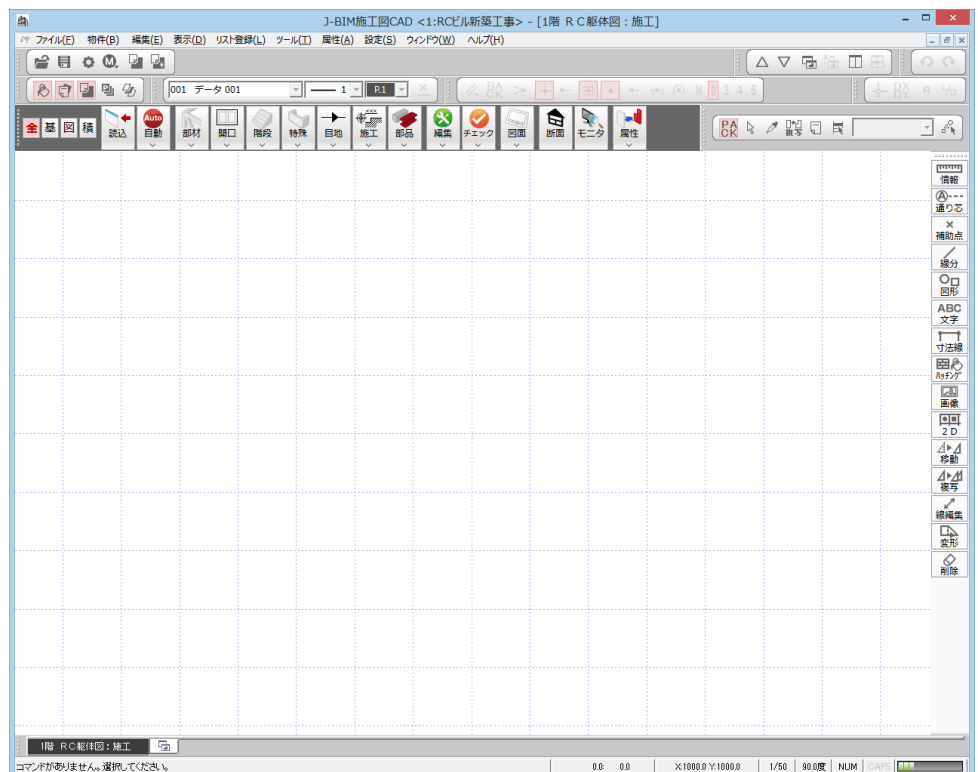 J-BIM施工図CAD <1:RCビル新築工事> - [1階 ＲＣ躯体図：施工]
ファイル(F) 物件(B) 編集(E) 表示(D) リスト登録(L) ツール(T) 属性(A) 設定(S) ウィンドウ(W) ヘルプ(H)
001 データ 001
1
P.1
N 2 3 4 6
R
全 基 図 積
読込
Auto
自動
部材
開口
階段
特殊
目地
施工
部品
編集
チェック
図面
断面
モニタ
属性
PA
CK
複写
情報
A
通り芯
補助点
線分
図形
ABC
文字
寸法線
ハッチング
画像
2D
移動
複写
線編集
変形
削除
1階 ＲＣ躯体図：施工
コマンドがありません。選択してください。
0.0: 0.0
X:1000.0 Y:1000.0
1/50
90.0度
NUM
CAPS